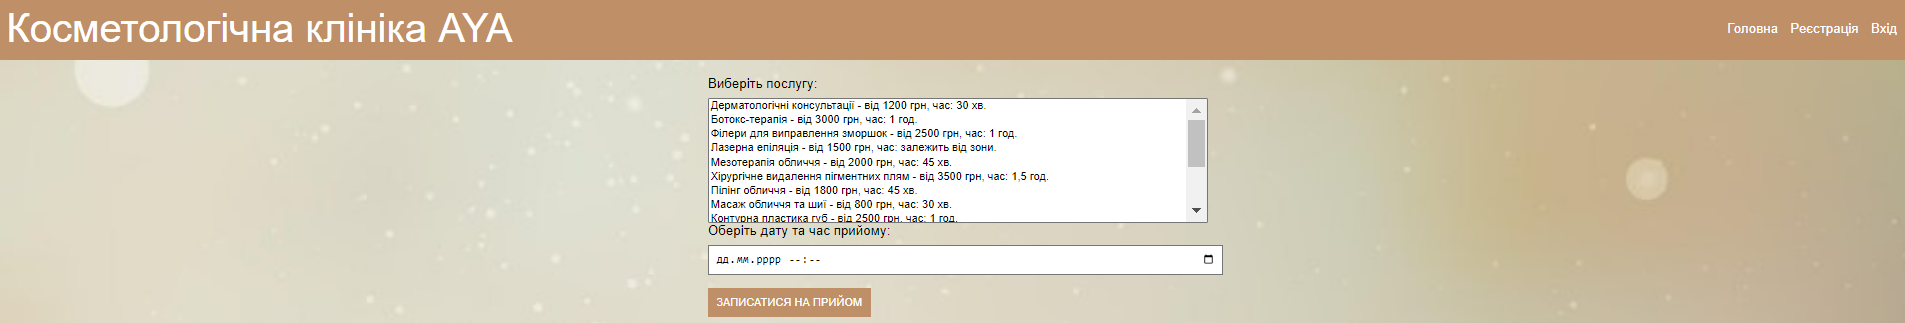 Косметологічна клініка AYA
Головна Реєстрація Вхід
Виберіть послугу:
Дерматологічні консультації - від 1200 грн, час: 30 хв.
Ботокс-терапія - від 3000 грн, час: 1 год.
Філери для виправлення зморшок - від 2500 грн, час: 1 год.
Лазерна епіляція - від 1500 грн, час: залежить від зони.
Мезотерапія обличчя - від 2000 грн, час: 45 хв.
Хірургічне видалення пігментних плям - від 3500 грн, час: 1,5 год.
Пілінг обличчя - від 1800 грн, час: 45 хв.
Масаж обличчя та шиї - від 800 грн, час: 30 хв.
Контурна пластика губ - від 2500 грн, час: 1 год.
Оберіть дату та час прийому:
дд.мм.рррр --:--
ЗАПИСАТИСЯ НА ПРИЙОМ